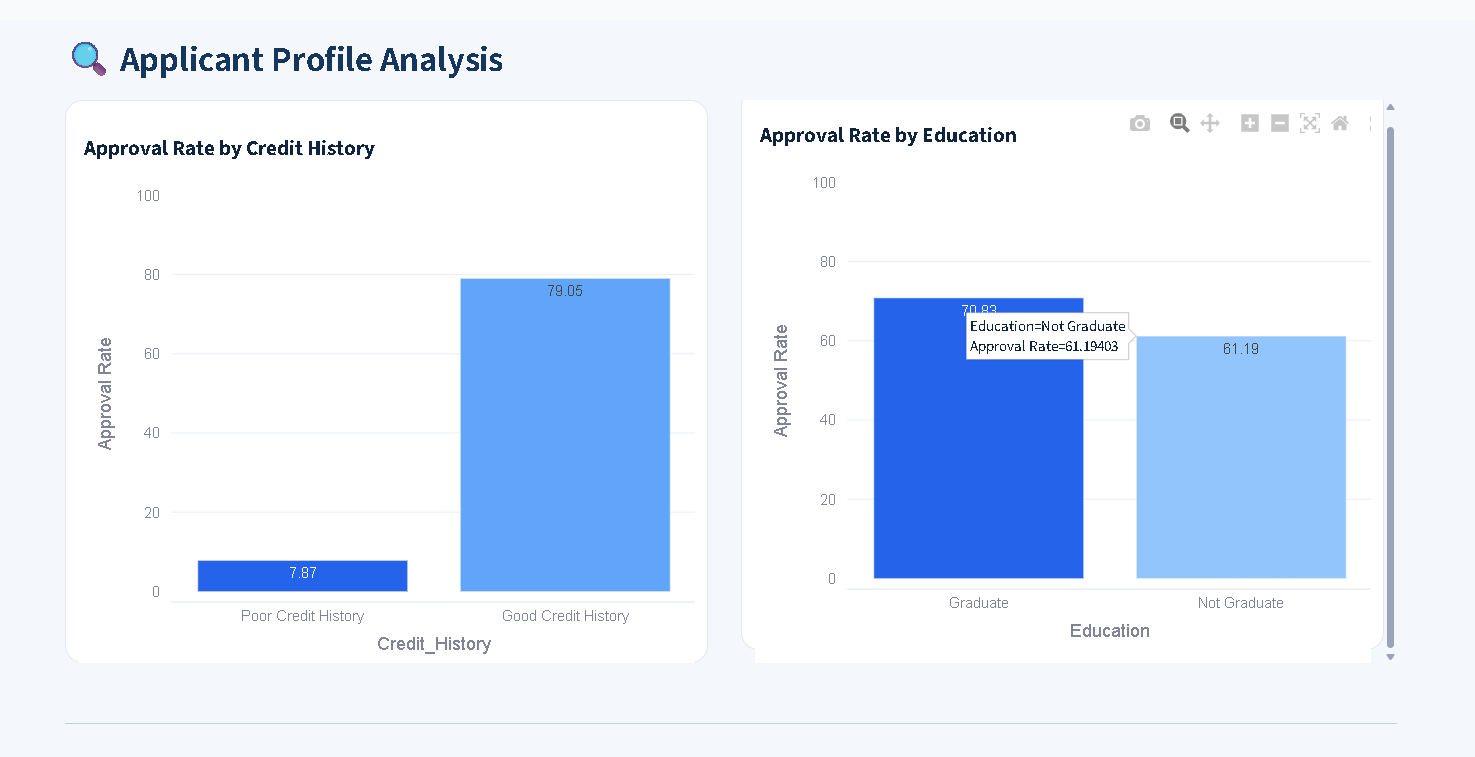 Applicant Profile Analysis
Approval Rate by Credit History
100
80
60
40
20
0
Approval Rate
79.05
7.87
Poor Credit History
Good Credit History
Credit_History
Approval Rate by Education
100
80
60
40
20
0
Approval Rate
70.83
Education=Not Graduate
Approval Rate=61.19403
61.19
Graduate
Not Graduate
Education